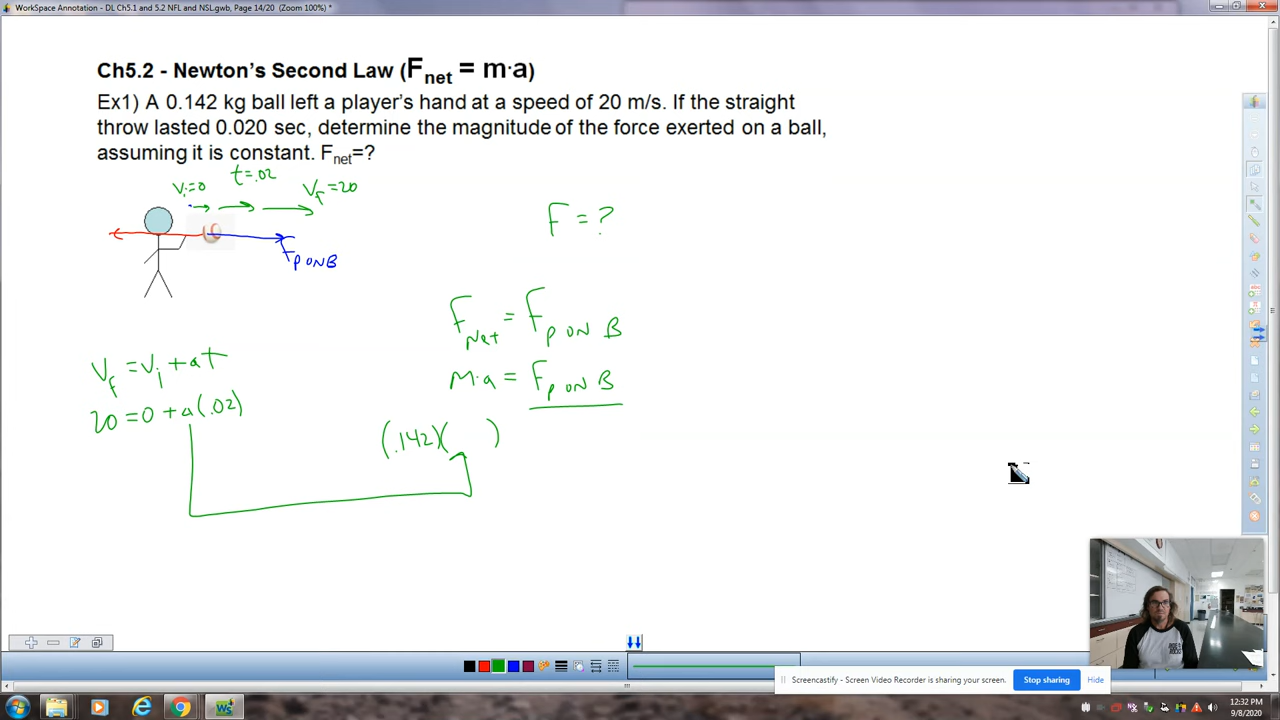 WorkSpace Annotation - DL Ch5.1 and 5.2 NFL and NSL.gwb, Page 14/20 (Zoom 100%) *
Ch5.2 - Newton's Second Law (Fnet = m·a)
Ex1) A 0.142 kg ball left a player's hand at a speed of 20 m/s. If the straight
throw lasted 0.020 sec, determine the magnitude of the force exerted on a ball,
assuming it is constant. Fnet=?
Vi=0
t=.02
Vf=20
F = ?
FP ON B
FNet = FP ON B
Vf = Vi + at
M·a = FP ON B
20 = 0 + a(.02)
(.142)( )
Screencastify - Screen Video Recorder is sharing your screen.
Stop sharing
Hide
12:32 PM
9/8/2020